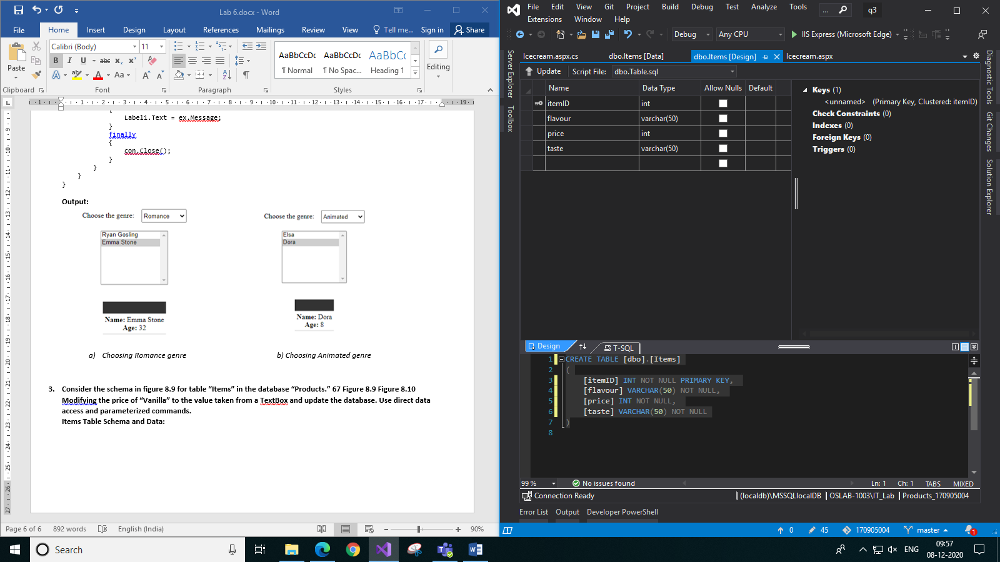 Lab 6.docx - Word
File
Home
Insert
Design
Layout
References
Mailings
Review
View
Tell me...
Sign in
Share
Paste
Calibri (Body)
11
B I U abc x₂ x²
A ab A Aa A A
AaBbCcDc
AaBbCcDc
AaBbCc
¶ Normal
¶ No Spac...
Heading 1
Editing
Clipboard
Font
Paragraph
Styles
{
Label1.Text = ex.Message;
}
finally
{
con.Close();
}
}
}
}
Output:
Choose the genre: Romance
Choose the genre: Animated
Ryan Gosling
Emma Stone
Elsa
Dora
Name: Emma Stone
Age: 32
Name: Dora
Age: 8
a) Choosing Romance genre
b) Choosing Animated genre
3. Consider the schema in figure 8.9 for table “Items” in the database “Products.” 67 Figure 8.9 Figure 8.10
Modifying the price of “Vanilla” to the value taken from a TextBox and update the database. Use direct data
access and parameterized commands.
Items Table Schema and Data:
Page 6 of 6
892 words
English (India)
90%
File
Edit
View
Git
Project
Build
Debug
Test
Analyze
Tools
...
q3
Extensions
Window
Help
Debug
Any CPU
IIS Express (Microsoft Edge)
Server Explorer
Toolbox
Icecream.aspx.cs
dbo.Items [Data]
dbo.Items [Design]
Icecream.aspx
Update
Script File:
dbo.Table.sql
Name
Data Type
Allow Nulls
Default
itemID
int
flavour
varchar(50)
price
int
taste
varchar(50)
Keys (1)
<unnamed> (Primary Key, Clustered: itemID)
Check Constraints (0)
Indexes (0)
Foreign Keys (0)
Triggers (0)
Diagnostic Tools
Git Changes
Solution Explorer
Design
T-SQL
1 CREATE TABLE [dbo].[Items]
2 (
3 [itemID] INT NOT NULL PRIMARY KEY,
4 [flavour] VARCHAR(50) NOT NULL,
5 [price] INT NOT NULL,
6 [taste] VARCHAR(50) NOT NULL
7 )
8
99 %
No issues found
Ln: 1
Ch: 1
TABS
MIXED
Connection Ready
(localdb)\MSSQLlocalDB
OSLAB-1003\IT_Lab
Products_170905004
Error List
Output
Developer PowerShell
0
45
170905004
master
1
Search
ENG
09:57
08-12-2020